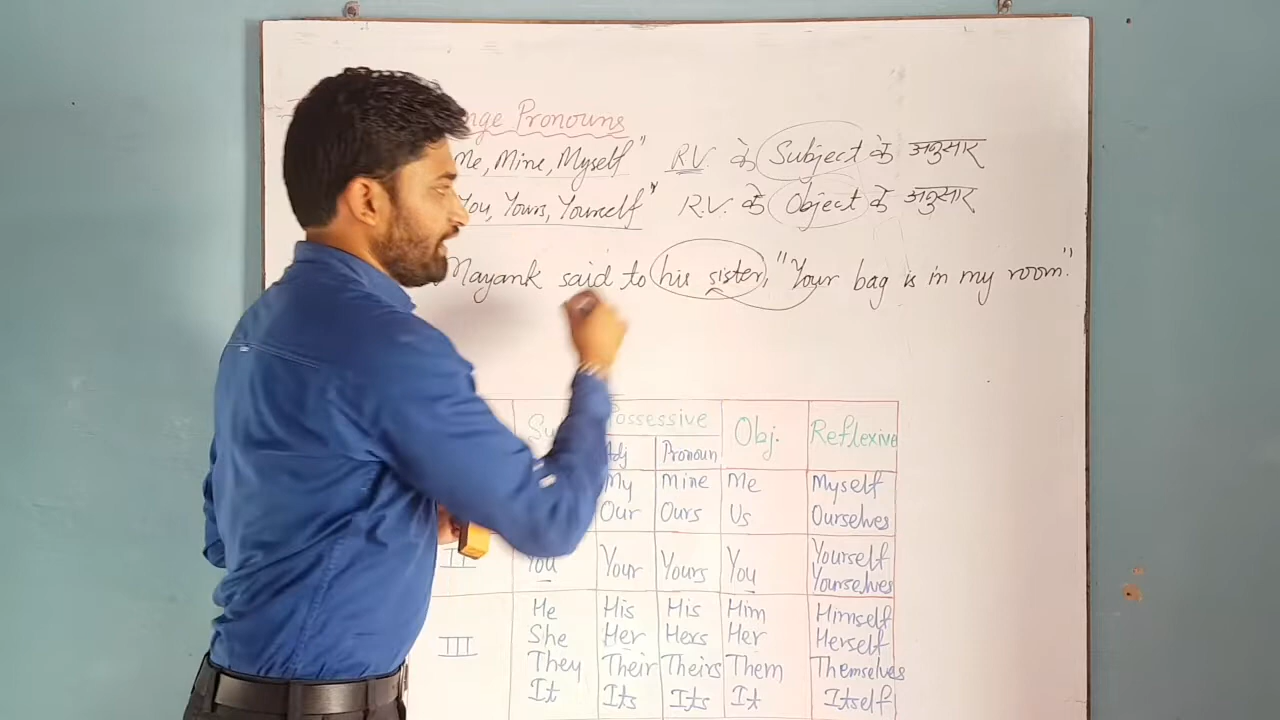 nge Pronouns
Me, Mine, Myself" R.V. के Subject के अनुसार
You, Yours, Yourself" R.V. के Object के अनुसार
Mayank said to his sister, "Your bag is in my room."
Possessive Obj. Reflexive
Adj Pronoun
My Mine Me Myself
Our Ours Us Ourselves
II You Your Yours You Yourself
Yourselves
He His His Him Himself
She Her Hers Her Herself
III They Their Theirs Them Themselves
It Its Its It Itself